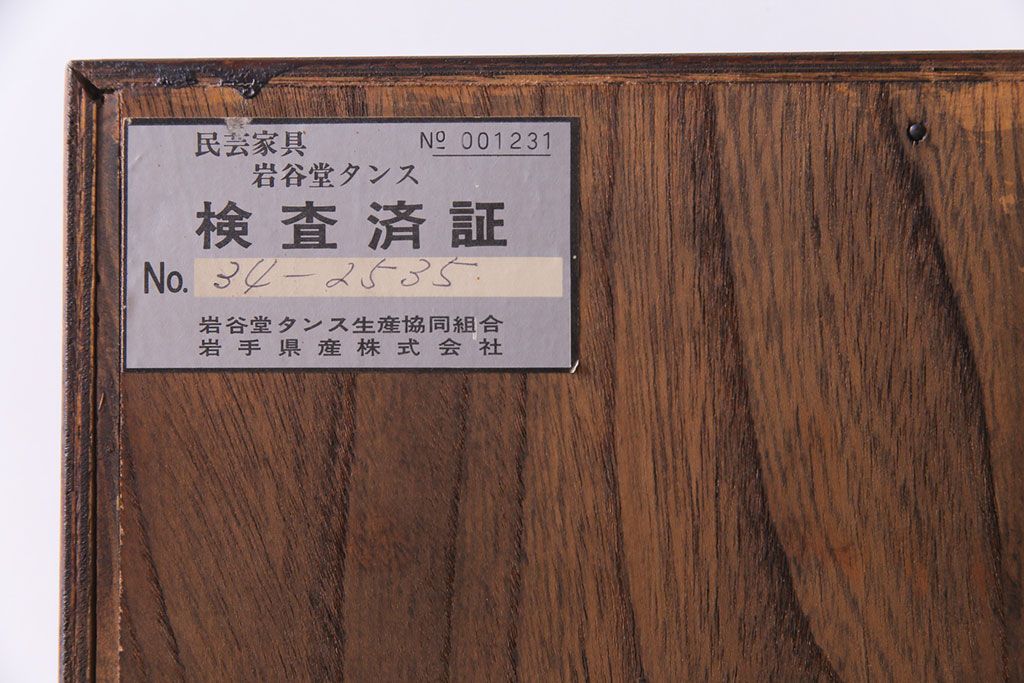 民芸家具 Nº 001231
岩谷堂タンス
検査済証
No. 34-2535
岩谷堂タンス生産協同組合
岩手県産株式会社